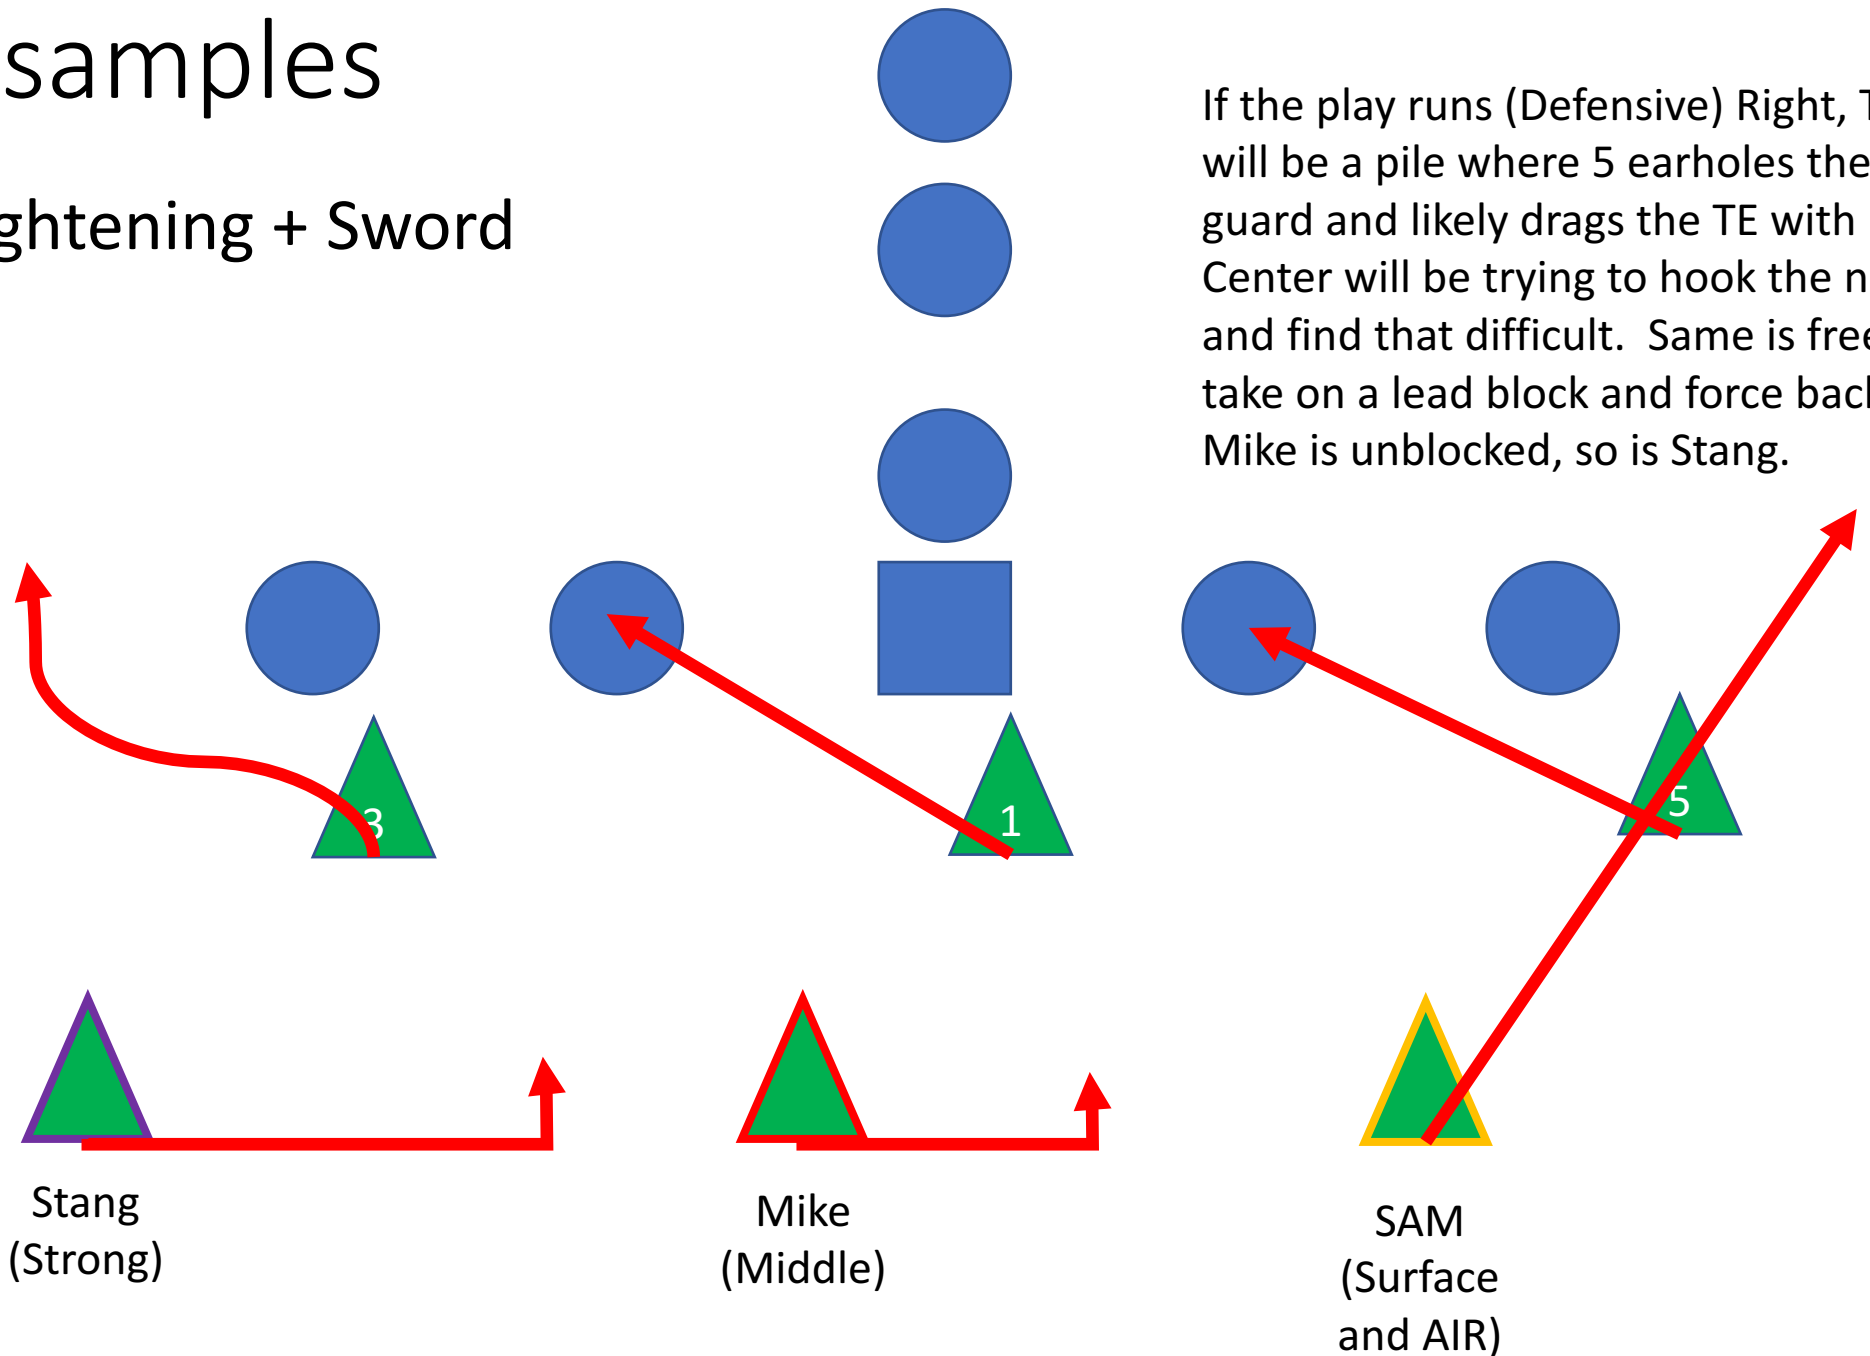 samples
ghtening + Sword
If the play runs (Defensive) Right, T
will be a pile where 5 earholes the
guard and likely drags the TE with
Center will be trying to hook the n
and find that difficult.  Same is free
take on a lead block and force back
Mike is unblocked, so is Stang.
3
1
5
Stang
(Strong)
Mike
(Middle)
SAM
(Surface
and AIR)